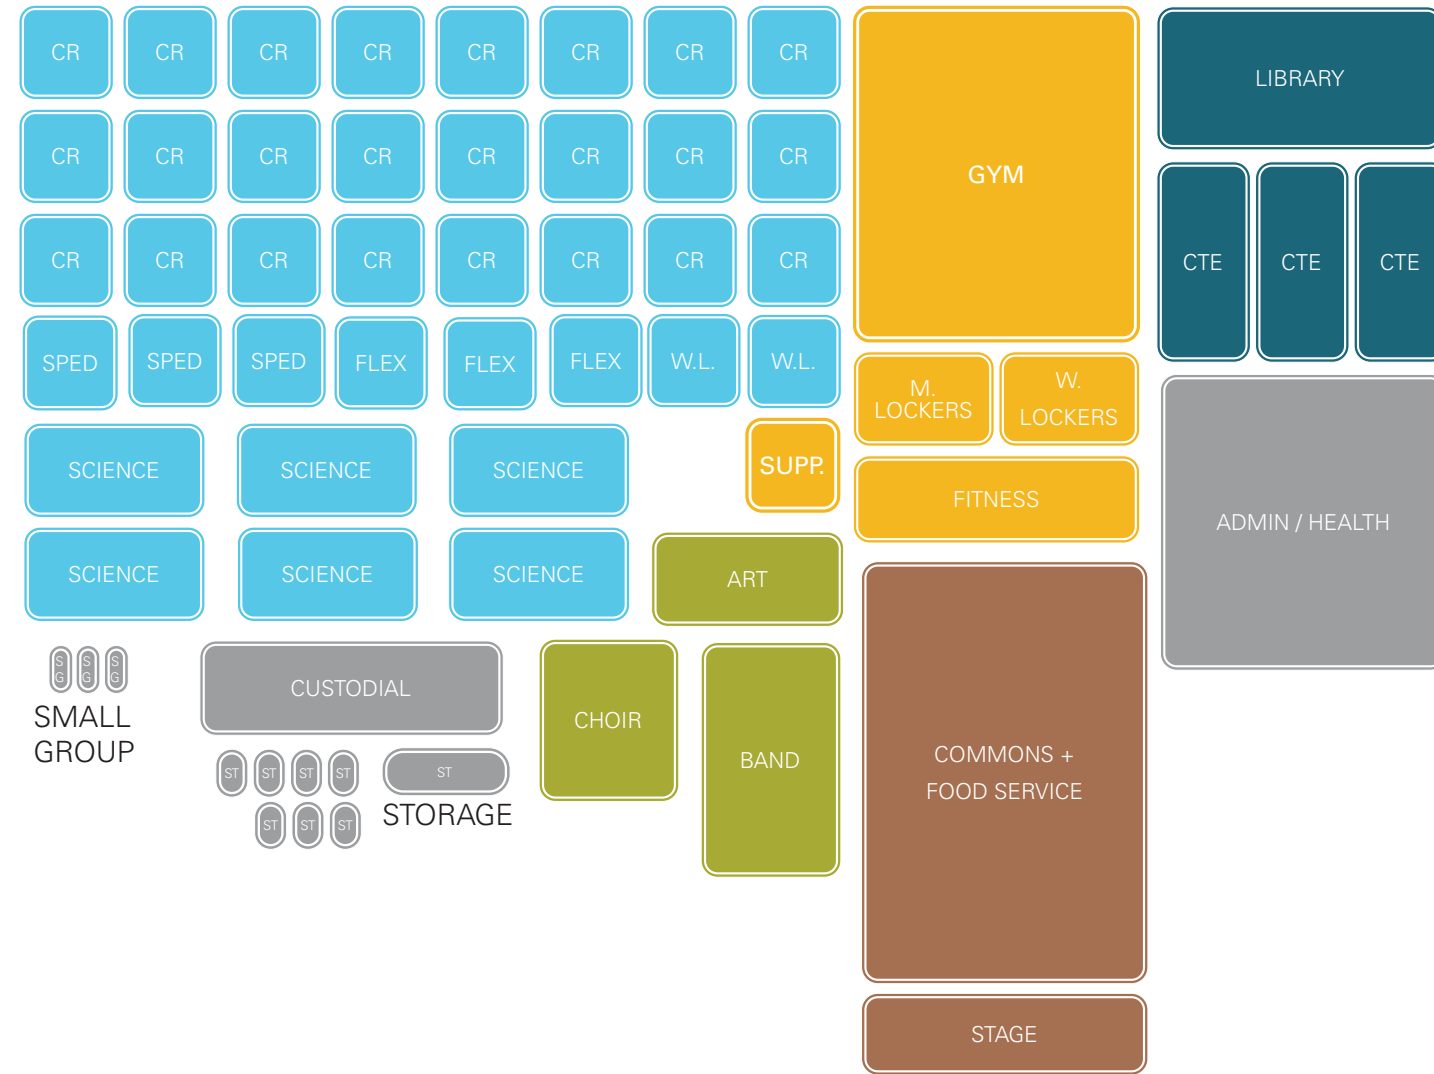 CR CR CR CR CR CR CR CR
CR CR CR CR CR CR CR CR
CR CR CR CR CR CR CR CR
SPED SPED SPED FLEX FLEX FLEX W.L. W.L.
SCIENCE SCIENCE SCIENCE
SUPP.
SCIENCE SCIENCE SCIENCE
ART
S S S
G G G
SMALL
GROUP
CUSTODIAL
ST ST ST ST
ST
ST ST ST
STORAGE
CHOIR
BAND
GYM
M.
LOCKERS
W.
LOCKERS
FITNESS
COMMONS +
FOOD SERVICE
STAGE
LIBRARY
CTE CTE CTE
ADMIN / HEALTH